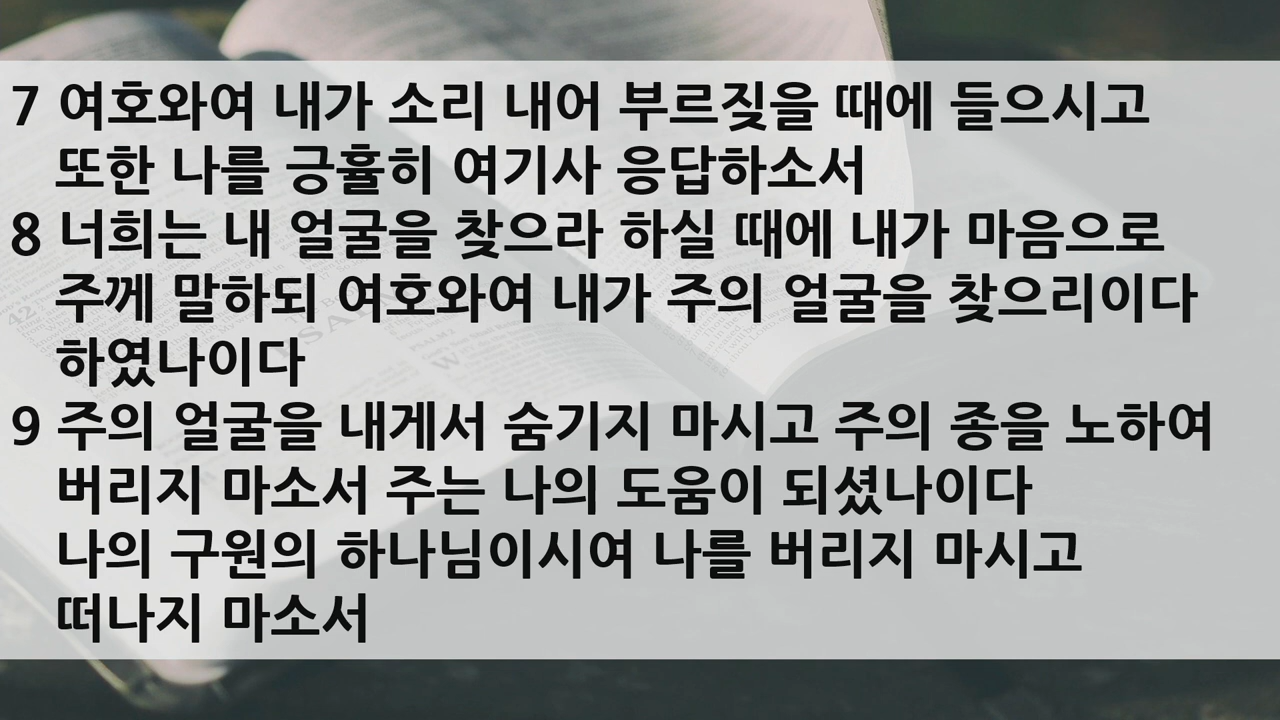 7 여호와여 내가 소리 내어 부르짖을 때에 들으시고
또한 나를 긍휼히 여기사 응답하소서
8 너희는 내 얼굴을 찾으라 하실 때에 내가 마음으로
주께 말하되 여호와여 내가 주의 얼굴을 찾으리이다
하였나이다
9 주의 얼굴을 내게서 숨기지 마시고 주의 종을 노하여
버리지 마소서 주는 나의 도움이 되셨나이다
나의 구원의 하나님이시여 나를 버리지 마시고
떠나지 마소서